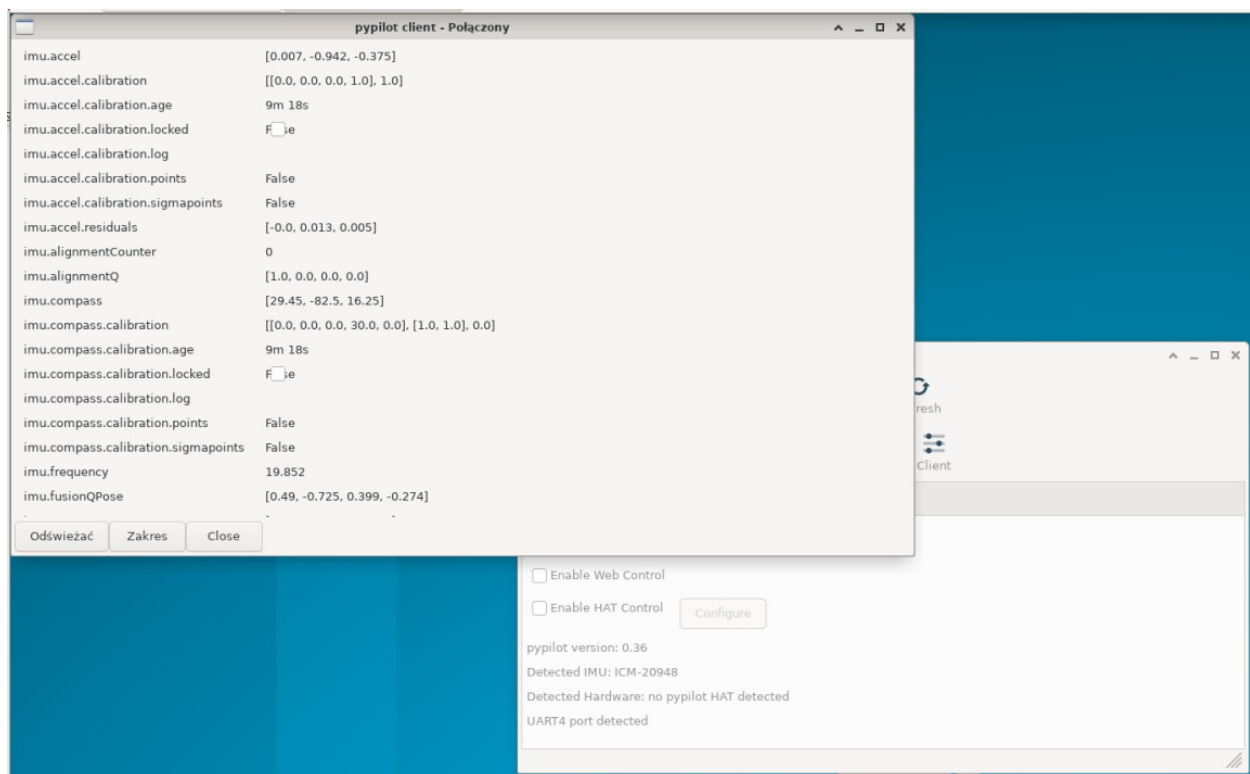 pypilot client - Połączony
imu.accel [0.007, -0.942, -0.375]
imu.accel.calibration [[0.0, 0.0, 0.0, 1.0], 1.0]
imu.accel.calibration.age 9m 18s
imu.accel.calibration.locked F se
imu.accel.calibration.log
imu.accel.calibration.points False
imu.accel.calibration.sigmapoints False
imu.accel.residuals [-0.0, 0.013, 0.005]
imu.alignmentCounter 0
imu.alignmentQ [1.0, 0.0, 0.0, 0.0]
imu.compass [29.45, -82.5, 16.25]
imu.compass.calibration [[0.0, 0.0, 0.0, 30.0, 0.0], [1.0, 1.0], 0.0]
imu.compass.calibration.age 9m 18s
imu.compass.calibration.locked F se
imu.compass.calibration.log
imu.compass.calibration.points False
imu.compass.calibration.sigmapoints False
imu.frequency 19.852
imu.fusionQPose [0.49, -0.725, 0.399, -0.274]
Odświeżać Zakres Close
resh
Client
Enable Web Control
Enable HAT Control Configure
pypilot version: 0.36
Detected IMU: ICM-20948
Detected Hardware: no pypilot HAT detected
UART4 port detected